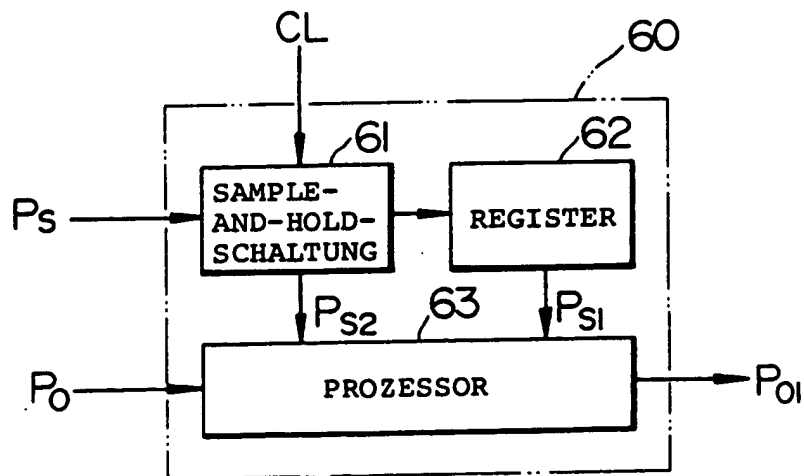 CL
60
61
62
Ps
SAMPLE-
AND-HOLD-
SCHALTUNG
REGISTER
PS2
63
PS1
PO
PROZESSOR
PO1